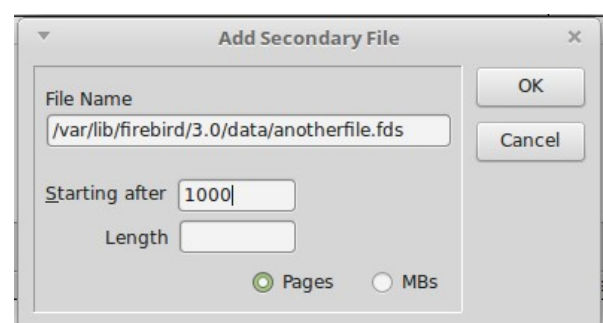 Add Secondary File
File Name
/var/lib/firebird/3.0/data/anotherfile.fds
Starting after 1000
Length
Pages MBs
OK
Cancel